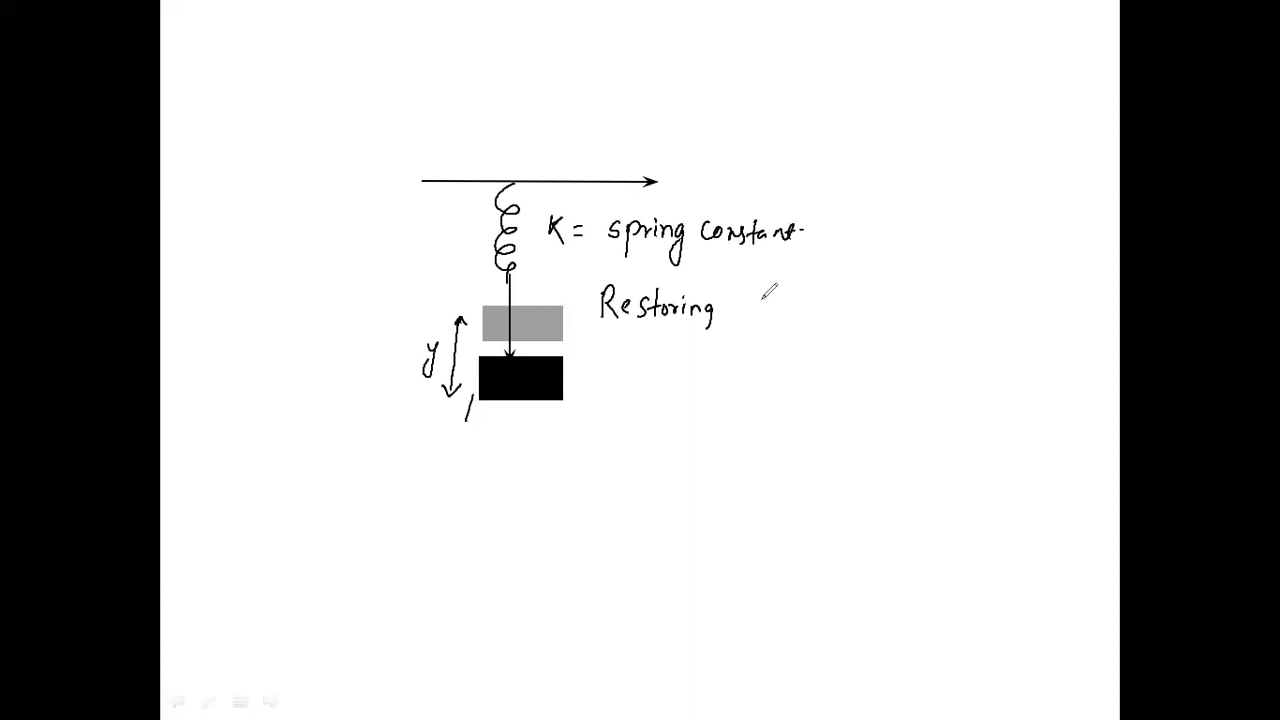 K = spring constant
Restoring
y